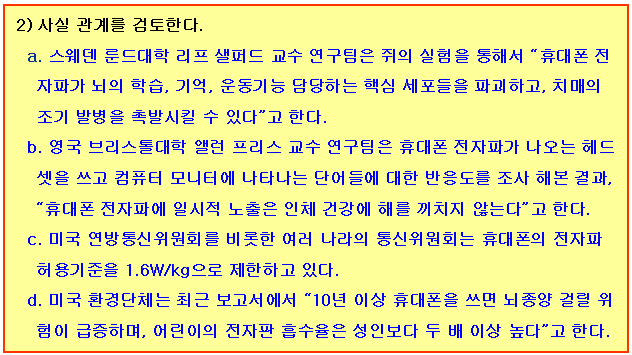 2) 사실 관계를 검토한다.
a. 스웨덴 룬드대학 리프 샐퍼드 교수 연구팀은 쥐의 실험을 통해서 “휴대폰 전
자파가 뇌의 학습, 기억, 운동기능 담당하는 핵심 세포들을 파괴하고, 치매의
조기 발병을 촉발시킬 수 있다”고 한다.
b. 영국 브리스톨대학 앨런 프리스 교수 연구팀은 휴대폰 전자파가 나오는 헤드
셋을 쓰고 컴퓨터 모니터에 나타나는 단어들에 대한 반응도를 조사 해본 결과,
“휴대폰 전자파에 일시적 노출은 인체 건강에 해를 끼치지 않는다”고 한다.
c. 미국 연방통신위원회를 비롯한 여러 나라의 통신위원회는 휴대폰의 전자파
허용기준을 1.6W/kg으로 제한하고 있다.
d. 미국 환경단체는 최근 보고서에서 “10년 이상 휴대폰을 쓰면 뇌종양 걸릴 위
험이 급증하며, 어린이의 전자판 흡수율은 성인보다 두 배 이상 높다”고 한다.